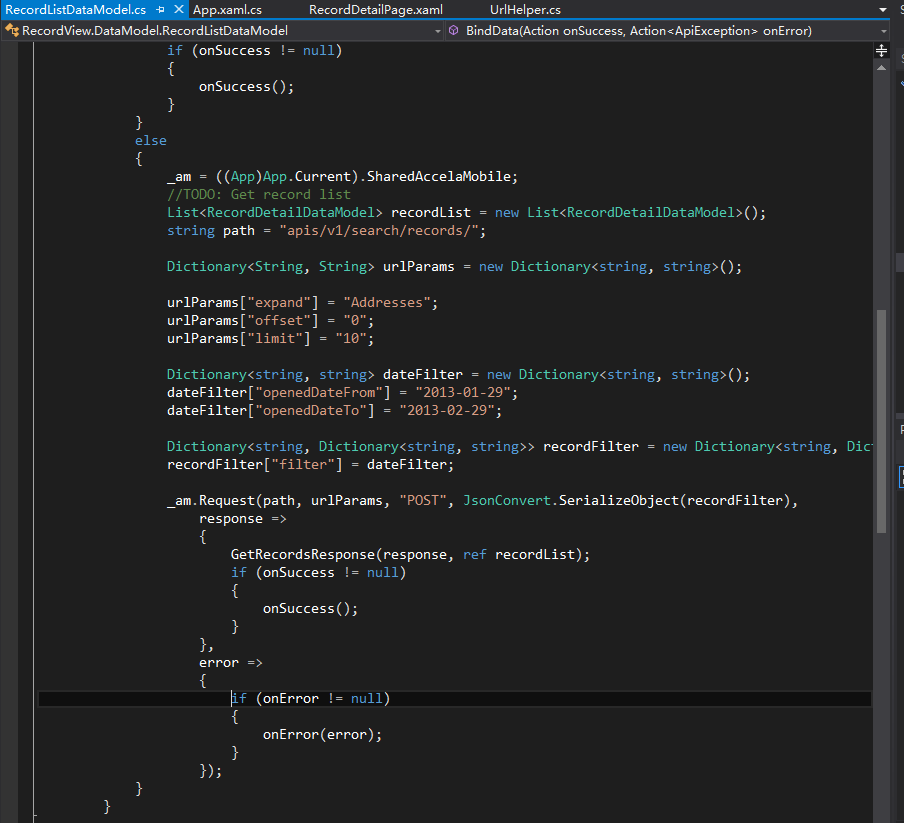 RecordListDataModel.cs App.xaml.cs RecordDetailPage.xaml UrlHelper.cs
RecordView.DataModel.RecordListDataModel BindData(Action onSuccess, Action<ApiException> onError)
if (onSuccess != null)
{
onSuccess();
}
}
else
{
_am = ((App)App.Current).SharedAccelaMobile;
//TODO: Get record list
List<RecordDetailDataModel> recordList = new List<RecordDetailDataModel>();
string path = "apis/v1/search/records/";
Dictionary<String, String> urlParams = new Dictionary<string, string>();
urlParams["expand"] = "Addresses";
urlParams["offset"] = "0";
urlParams["limit"] = "10";
Dictionary<string, string> dateFilter = new Dictionary<string, string>();
dateFilter["openedDateFrom"] = "2013-01-29";
dateFilter["openedDateTo"] = "2013-02-29";
Dictionary<string, Dictionary<string, string>> recordFilter = new Dictionary<string, Dict
recordFilter["filter"] = dateFilter;
_am.Request(path, urlParams, "POST", JsonConvert.SerializeObject(recordFilter),
response =>
{
GetRecordsResponse(response, ref recordList);
if (onSuccess != null)
{
onSuccess();
}
},
error =>
{
if (onError != null)
{
onError(error);
}
});
}
}